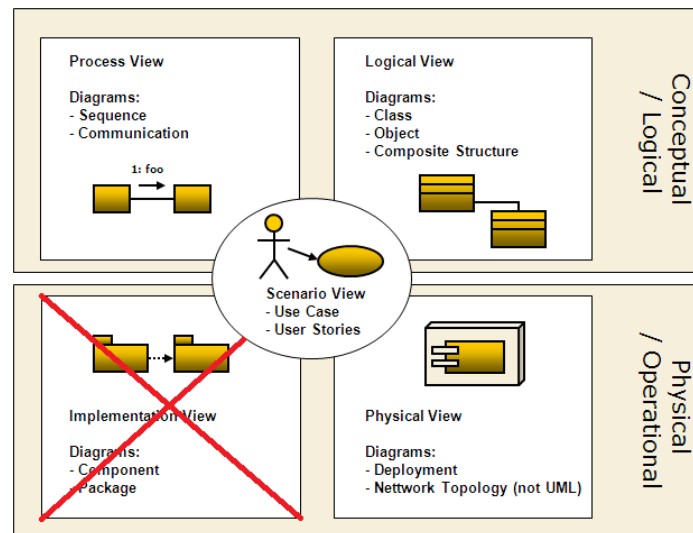 Process View
Diagrams:
- Sequence
- Communication
1: foo
Logical View
Diagrams:
- Class
- Object
- Composite Structure
Conceptual
/ Logical
Scenario View
- Use Case
- User Stories
Implementation View
Diagrams:
- Component
- Package
Physical View
Diagrams:
- Deployment
- Nettwork Topology (not UML)
Physical
/ Operational